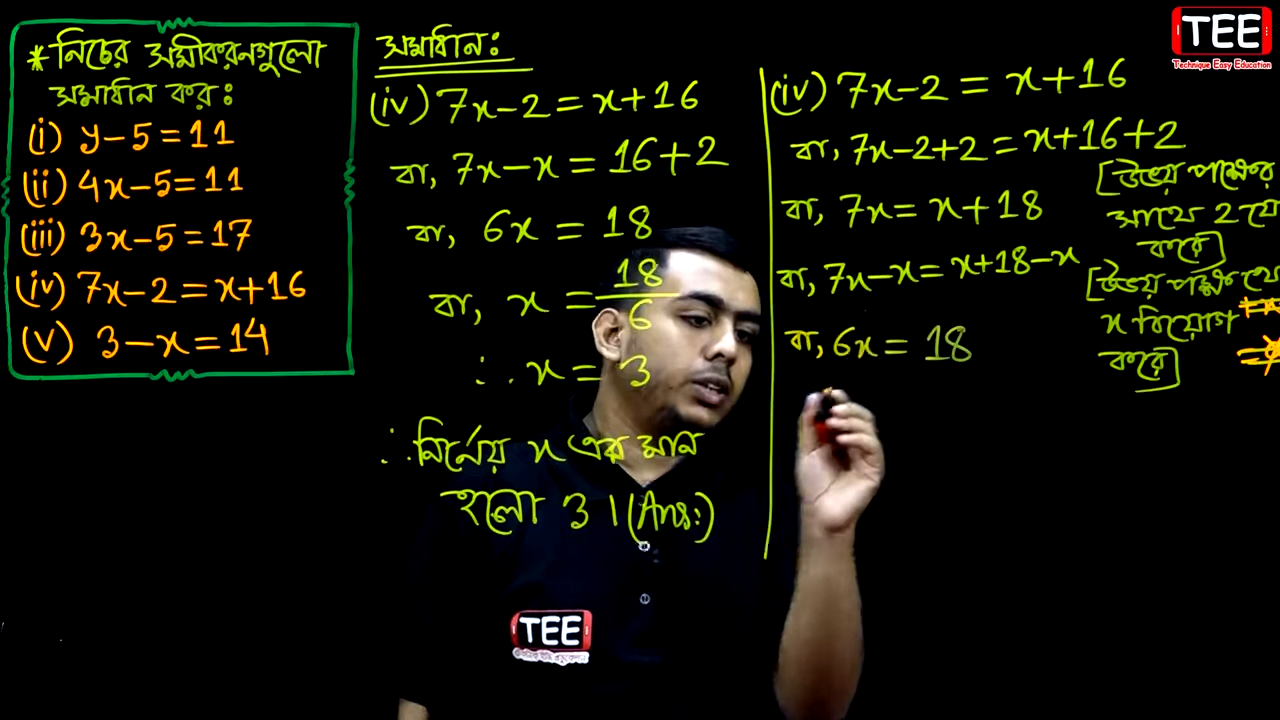 * নিচের সমীকরণগুলো
সমাধান কর:
(i) y-5=11
(ii) 4x-5=11
(iii) 3x-5=17
(iv) 7x-2=x+16
(v) 3-x=14
সমাধান:
(iv) 7x-2=x+16
বা, 7x-x=16+2
বা, 6x=18
বা, x=18/6
∴ x=3
∴ নির্ণেয় x এর মান
হলো 3। (Ans:)
(iv) 7x-2=x+16
বা, 7x-2+2=x+16+2
[উভয় পক্ষের
সাথে 2 যো
করে]
বা, 7x=x+18
বা, 7x-x=x+18-x
[উভয় পক্ষ থে
x বিয়োগ
করে]
বা, 6x=18
TEE
Technique Easy Education
TEE